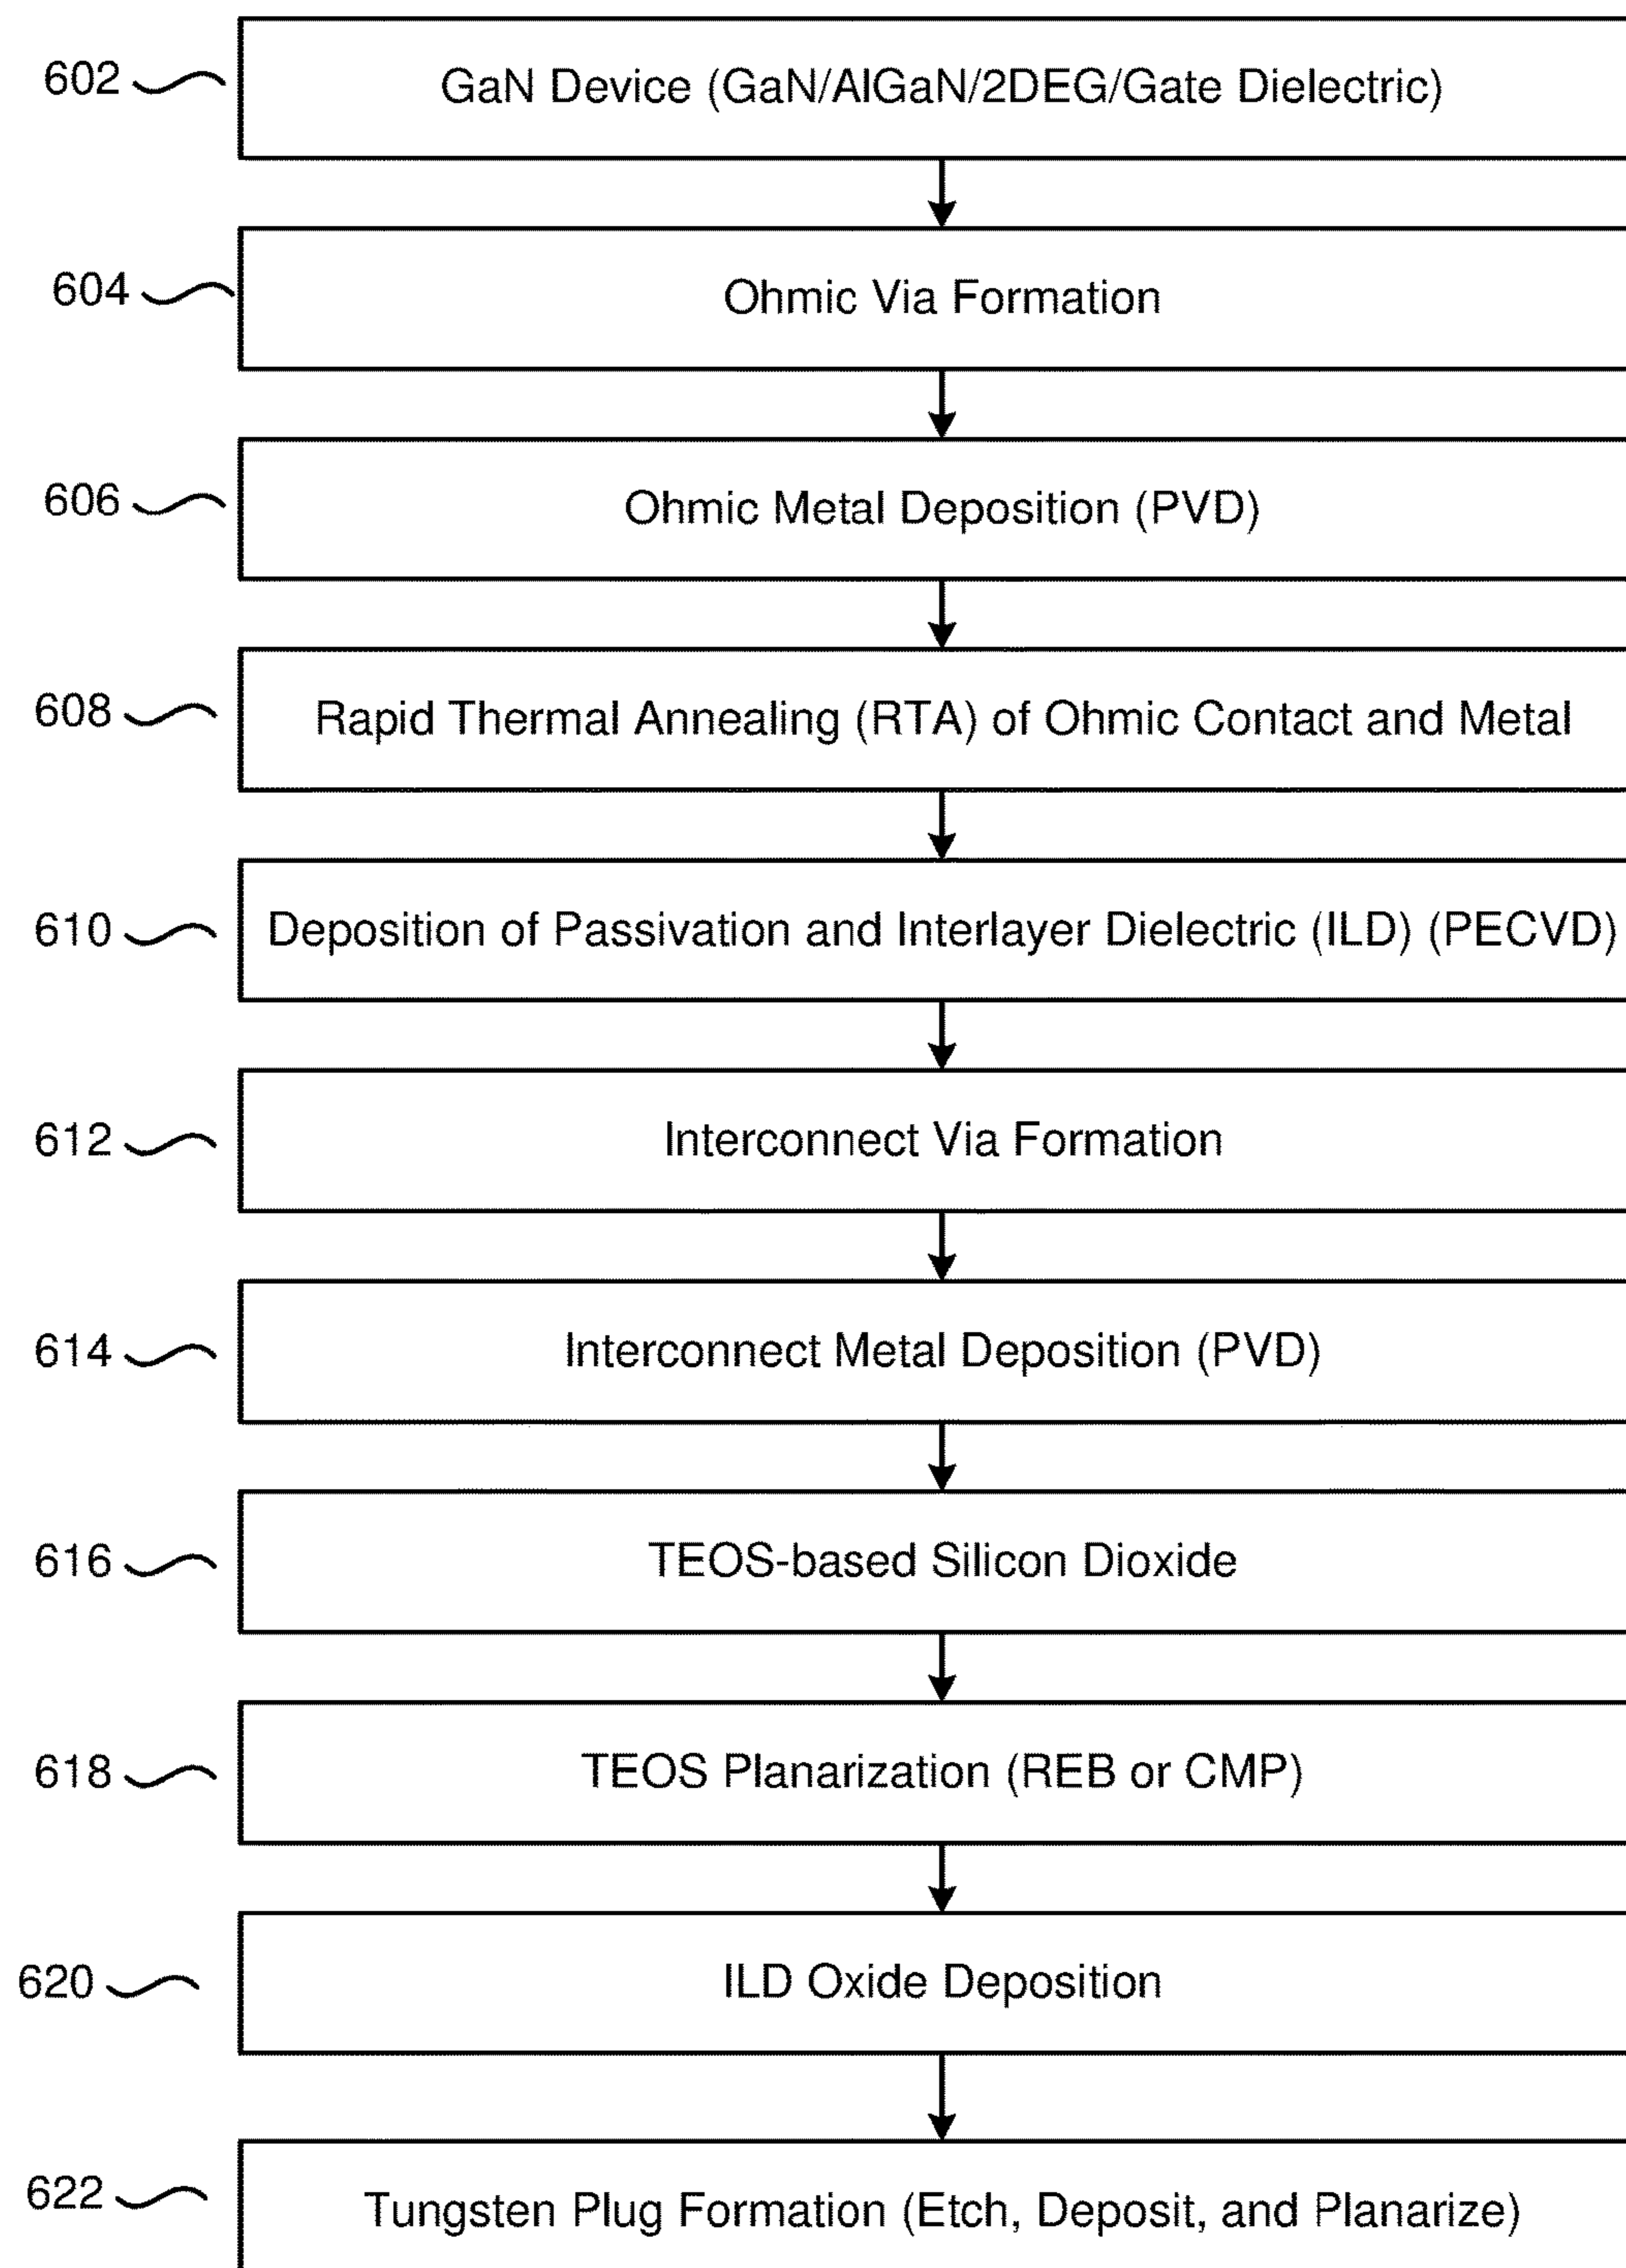 602 GaN Device (GaN/AlGaN/2DEG/Gate Dielectric)
604 Ohmic Via Formation
606 Ohmic Metal Deposition (PVD)
608 Rapid Thermal Annealing (RTA) of Ohmic Contact and Metal
610 Deposition of Passivation and Interlayer Dielectric (ILD) (PECVD)
612 Interconnect Via Formation
614 Interconnect Metal Deposition (PVD)
616 TEOS-based Silicon Dioxide
618 TEOS Planarization (REB or CMP)
620 ILD Oxide Deposition
622 Tungsten Plug Formation (Etch, Deposit, and Planarize)